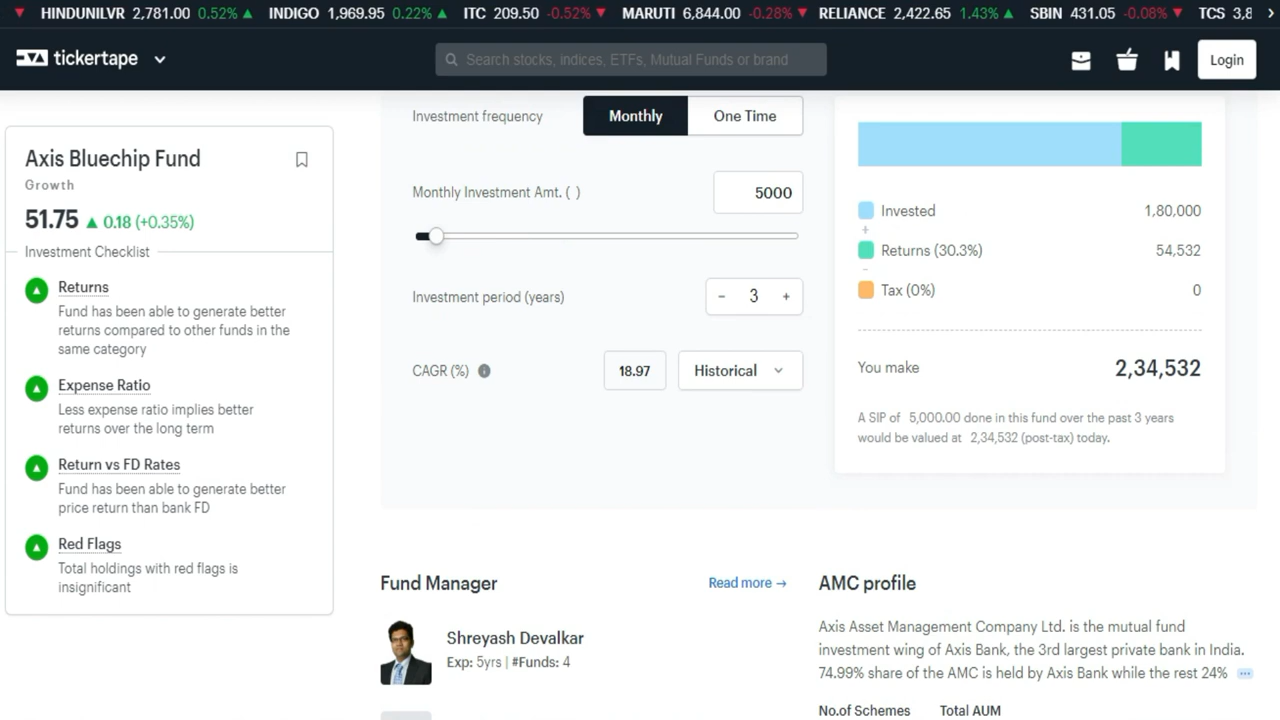 HINDUNILVR 2,781.00 0.52% ▲ INDIGO 1,969.95 0.22% ▲ ITC 209.50 -0.52% ▼ MARUTI 6,844.00 -0.28% ▼ RELIANCE 2,422.65 1.43% ▲ SBIN 431.05 -0.08% ▼ TCS 3,8
tickertape
Search stocks, indices, ETFs, Mutual Funds or brand
Login
Axis Bluechip Fund
Growth
51.75 ▲ 0.18 (+0.35%)
Investment Checklist
Returns
Fund has been able to generate better
returns compared to other funds in the
same category
Expense Ratio
Less expense ratio implies better
returns over the long term
Return vs FD Rates
Fund has been able to generate better
price return than bank FD
Red Flags
Total holdings with red flags is
insignificant
Investment frequency Monthly One Time
Monthly Investment Amt. ( ) 5000
Investment period (years) - 3 +
CAGR (%) 18.97 Historical
Invested 1,80,000
+
Returns (30.3%) 54,532
-
Tax (0%) 0
You make 2,34,532
A SIP of 5,000.00 done in this fund over the past 3 years
would be valued at 2,34,532 (post-tax) today.
Fund Manager Read more →
Shreyash Devalkar
Exp: 5yrs | #Funds: 4
AMC profile
Axis Asset Management Company Ltd. is the mutual fund
investment wing of Axis Bank, the 3rd largest private bank in India.
74.99% share of the AMC is held by Axis Bank while the rest 24% ...
No.of Schemes Total AUM